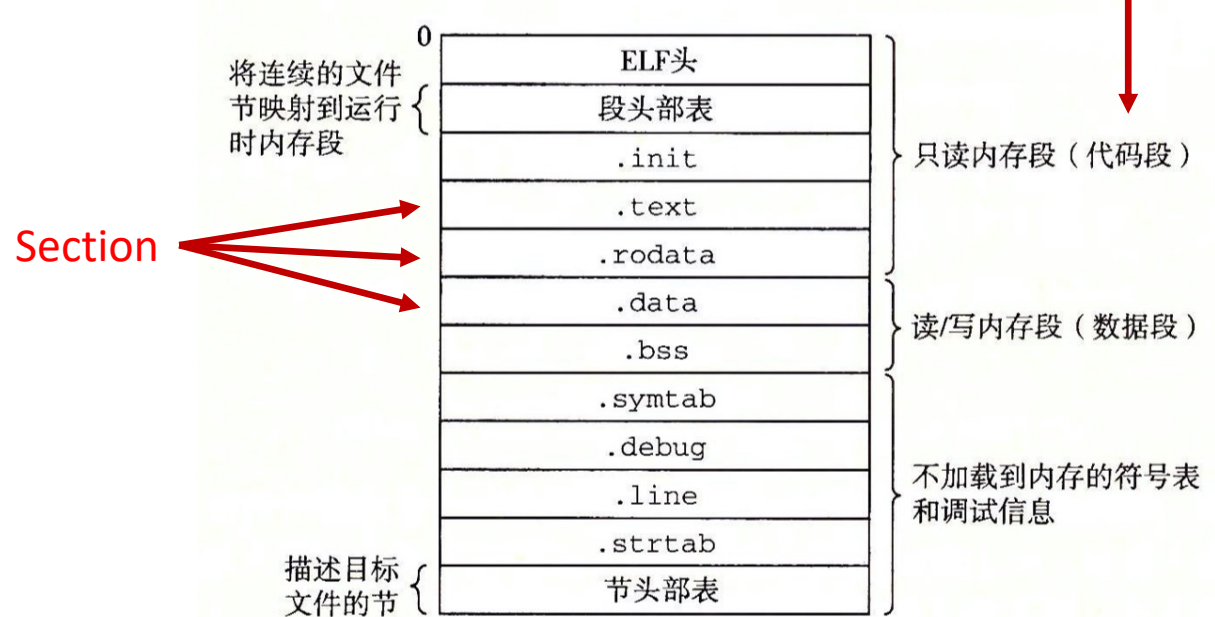 0
ELF头
将连续的文件
节映射到运行
时内存段
段头部表
.init
只读内存段（代码段）
.text
Section
.rodata
.data
读/写内存段（数据段）
.bss
.symtab
.debug
不加载到内存的符号表
和调试信息
.line
.strtab
描述目标
文件的节
节头部表